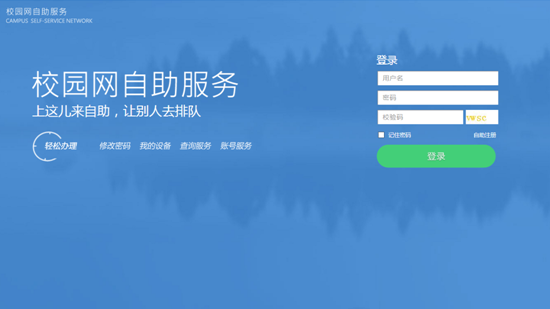 校园网自助服务
CAMPUS SELF-SERVICE NETWORK
校园网自助服务
上这儿来自助，让别人去排队
轻松办理 修改密码 我的设备 查询服务 账号服务
登录
用户名
密码
校验码 vwsc
记住密码 自助注册
登录